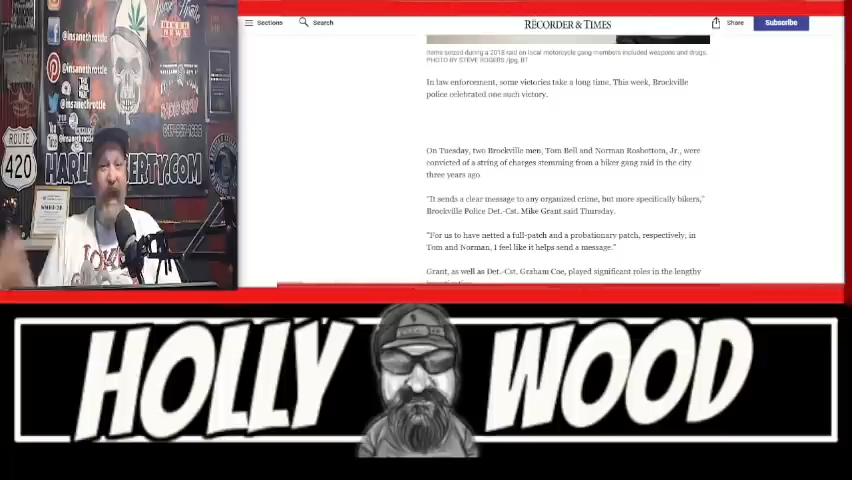 @insanethrottle
@insanethrottle
@insanethrottle
BIKER
NEWS
ROUTE
420
HARL
ERTY.COM
Sections
Search
RECORDER & TIMES
Share
Subscribe
Items seized during a 2018 raid on local motorcycle gang members included weapons and drugs.
PHOTO BY STEVE ROGERS /jpg, BT
In law enforcement, some victories take a long time. This week, Brockville
police celebrated one such victory.
On Tuesday, two Brockville men, Tom Bell and Norman Rosbottom, Jr., were
convicted of a string of charges stemming from a biker gang raid in the city
three years ago.
"It sends a clear message to any organized crime, but more specifically bikers,"
Brockville Police Det.-Cst. Mike Grant said Thursday.
"For us to have netted a full-patch and a probationary patch, respectively, in
Tom and Norman, I feel like it helps send a message."
Grant, as well as Det.-Cst. Graham Coe, played significant roles in the lengthy
HOLLY WOOD